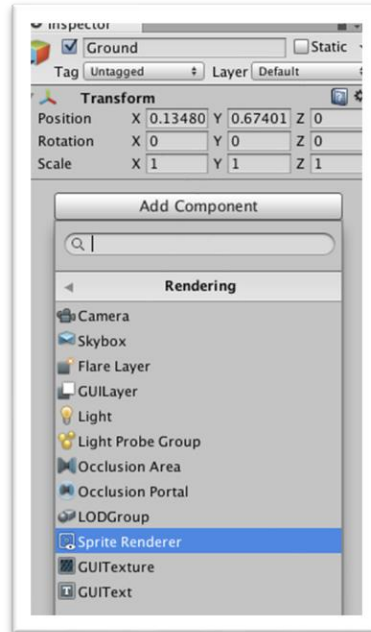 Inspector
Ground Static
Tag Untagged Layer Default
Transform
Position X 0.13480 Y 0.67401 Z 0
Rotation X 0 Y 0 Z 0
Scale X 1 Y 1 Z 1
Add Component
Rendering
Camera
Skybox
Flare Layer
GUILayer
Light
Light Probe Group
Occlusion Area
Occlusion Portal
LODGroup
Sprite Renderer
GUITexture
GUIText